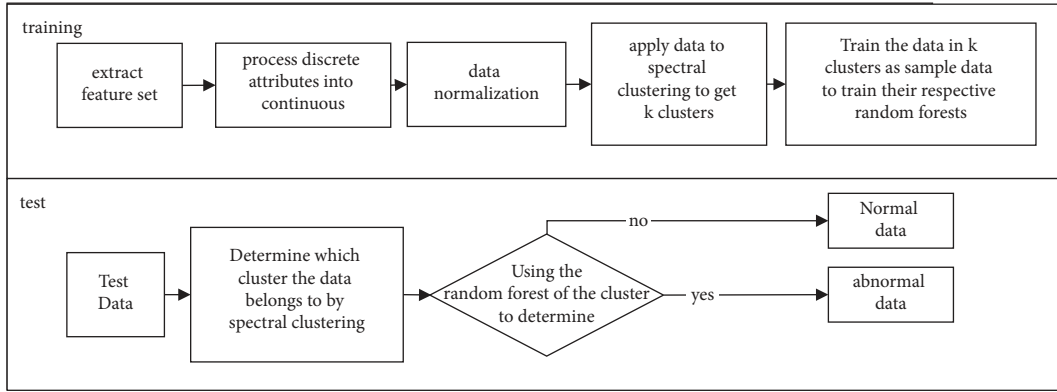 training
extract
feature set
process discrete
attributes into
continuous
data
normalization
apply data to
spectral
clustering to get
k clusters
Train the data in k
clusters as sample data
to train their respective
random forests
test
Test
Data
Determine which
cluster the data
belongs to by
spectral clustering
Using the
random forest of the cluster
to determine
no
Normal
data
yes
abnormal
data